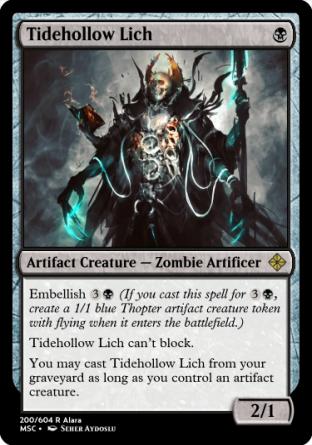 Tidehollow Lich
Artifact Creature — Zombie Artificer
Embellish 3 (If you cast this spell for 3,
create a 1/1 blue Thopter artifact creature token
with flying when it enters the battlefield.)
Tidehollow Lich can't block.
You may cast Tidehollow Lich from your
graveyard as long as you control an artifact
creature.
2/1
200/604 R Alara
MSC • Seher Aydoslu